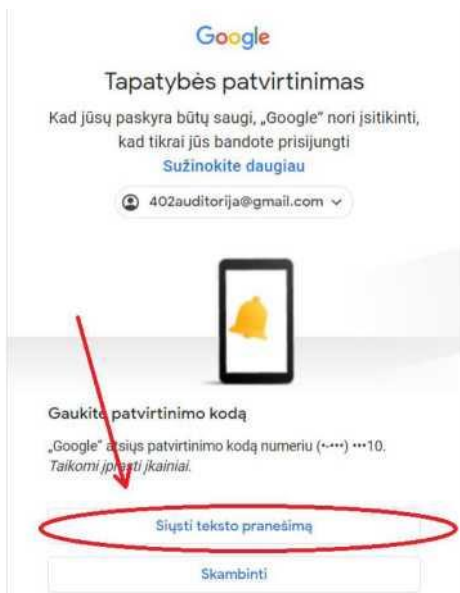 Google
Tapatybės patvirtinimas
Kad jūsų paskyra būtų saugi, „Google“ nori įsitikinti,
kad tikrai jūs bandote prisijungti
Sužinokite daugiau
402auditorija@gmail.com
Gaukite patvirtinimo kodą
„Google“ atsiųs patvirtinimo kodą numeriu (•-•••) •••10.
Taikomi įprasti įkainiai.
Siųsti teksto pranešimą
Skambinti